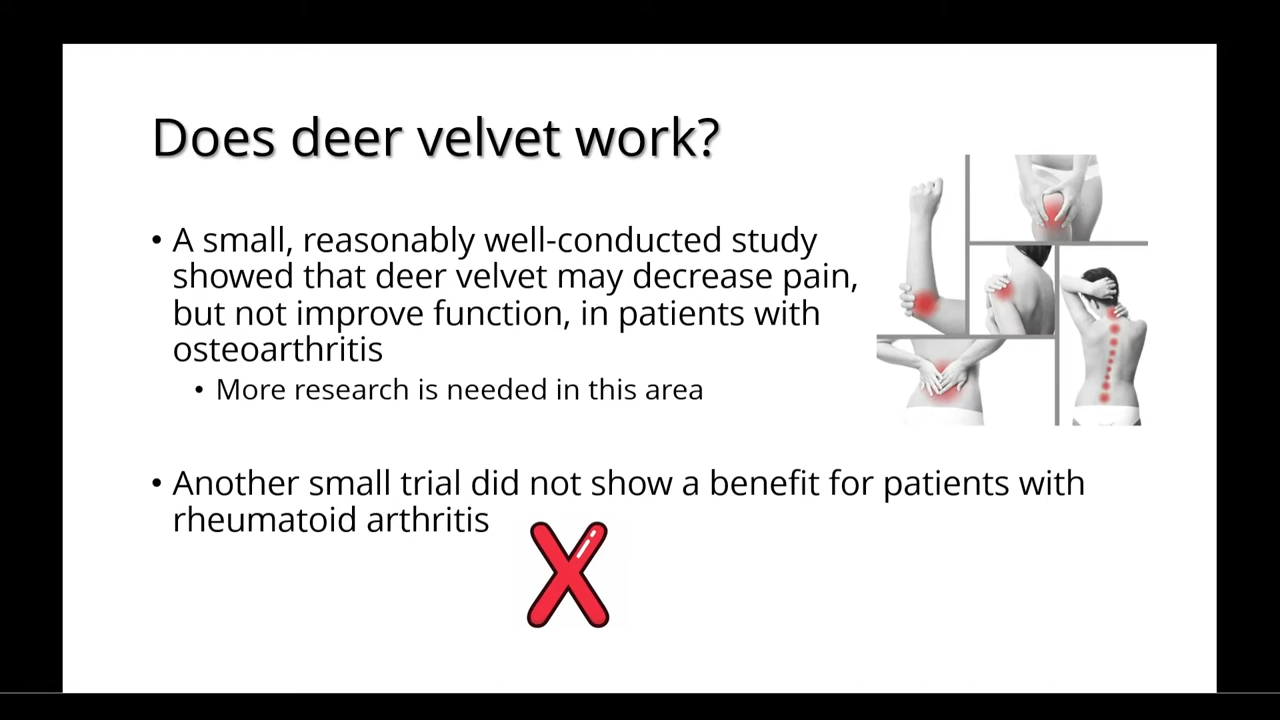 Does deer velvet work?
• A small, reasonably well-conducted study
showed that deer velvet may decrease pain,
but not improve function, in patients with
osteoarthritis
• More research is needed in this area
• Another small trial did not show a benefit for patients with
rheumatoid arthritis